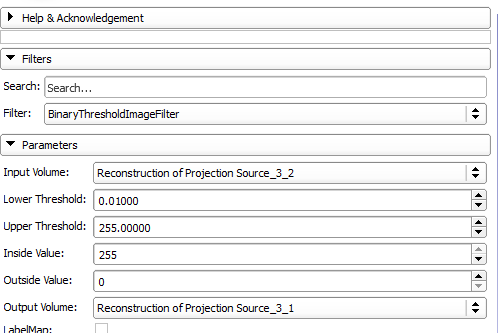 Help & Acknowledgement
Filters
Search: Search...
Filter: BinaryThresholdImageFilter
Parameters
Input Volume: Reconstruction of Projection Source_3_2
Lower Threshold: 0.01000
Upper Threshold: 255.00000
Inside Value: 255
Outside Value: 0
Output Volume: Reconstruction of Projection Source_3_1
LabelMap: